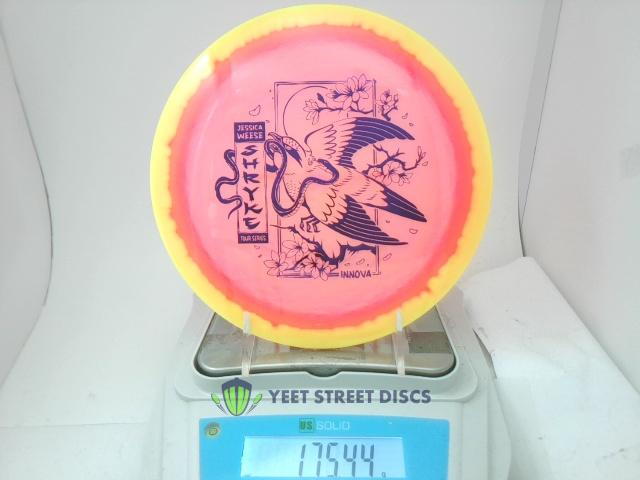 JESSICA
WEESE
SHRYKE
TOUR SERIES
INNOVA
YEET STREET DISCS
US SOLID
175.44 g